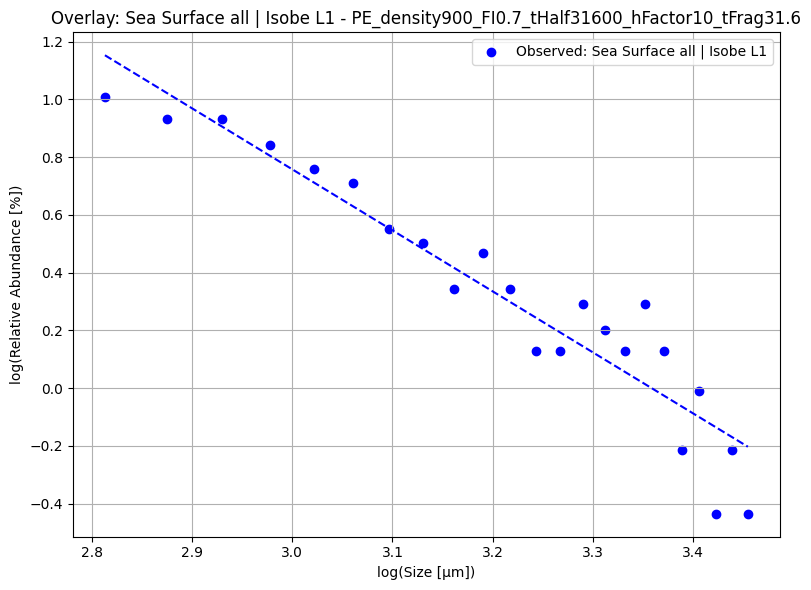 Overlay: Sea Surface all | Isobe L1 - PE_density900_FI0.7_tHalf31600_hFactor10_tFrag31.6
Observed: Sea Surface all | Isobe L1
log(Relative Abundance [%])
1.2
1.0
0.8
0.6
0.4
0.2
0.0
−0.2
−0.4
2.8 2.9 3.0 3.1 3.2 3.3 3.4
log(Size [μm])